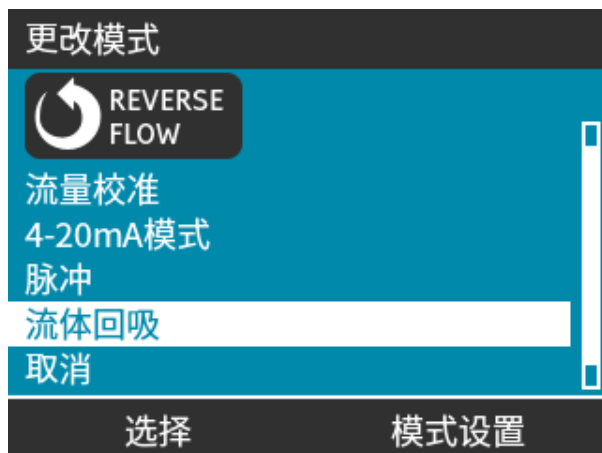 更改模式
REVERSE
FLOW
流量校准
4-20mA模式
脉冲
流体回吸
取消
选择 模式设置